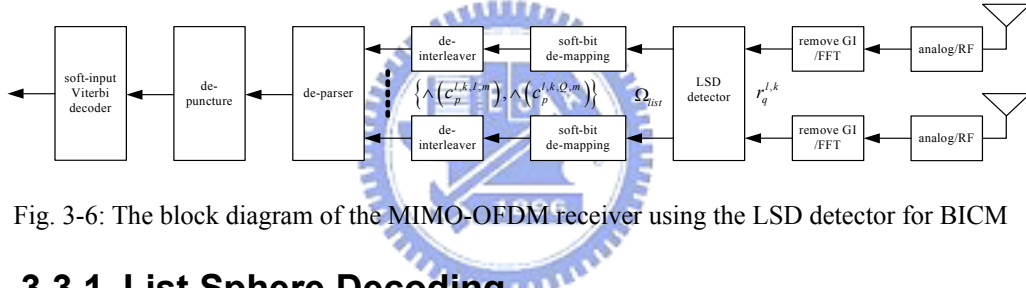 soft-input
Viterbi
decoder
de-
puncture
de-parser
de-
interleaver
soft-bit
de-mapping
{∧(c_p^{l,k,I,m}),∧(c_p^{l,k,Q,m})}
Ω_{list}
de-
interleaver
soft-bit
de-mapping
LSD
detector
r_q^{l,k}
remove GI
/FFT
analog/RF
remove GI
/FFT
analog/RF
1896
Fig. 3-6: The block diagram of the MIMO-OFDM receiver using the LSD detector for BICM
3.3.1 List Sphere Decoding